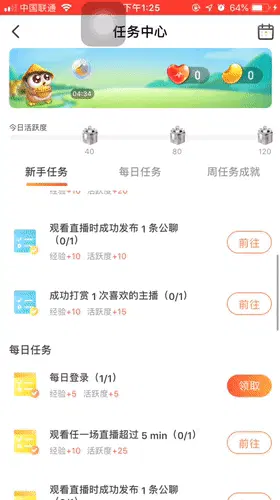 中国联通 下午1:25 64%
任务中心
0 0
04:34
今日活跃度
40 80 120
新手任务 每日任务 周任务成就
经验+10 活跃度+20
观看直播时成功发布 1 条公聊
（0/1）
前往
经验+10 活跃度+10
成功打赏 1 次喜欢的主播（0/1）
前往
经验+10 活跃度+15
每日任务
每日登录（1/1）
领取
经验+5 活跃度+5
观看任一场直播超过 5 min（0/1）
前往
经验+10 活跃度+25
观看直播时成功发布 1 条公聊
（0/1）
前往